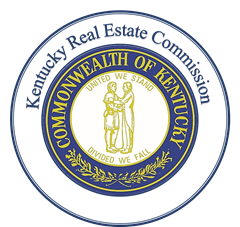 Kentucky Real Estate Commission
COMMONWEALTH OF KENTUCKY
UNITED WE STAND
DIVIDED WE FALL